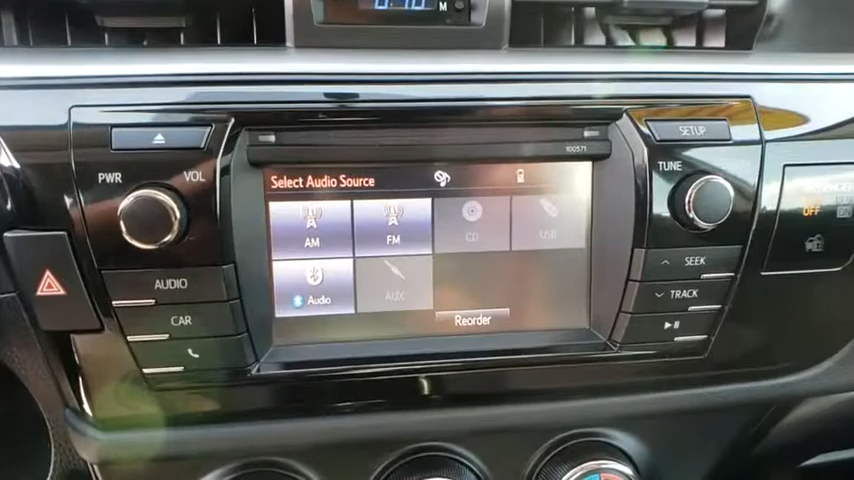 M
SETUP
100571
PWR
VOL
Select Audio Source
TUNE
PASSENGER
OFF
AM
FM
CD
USB
SEEK
AUDIO
Audio
AUX
TRACK
CAR
Reorder